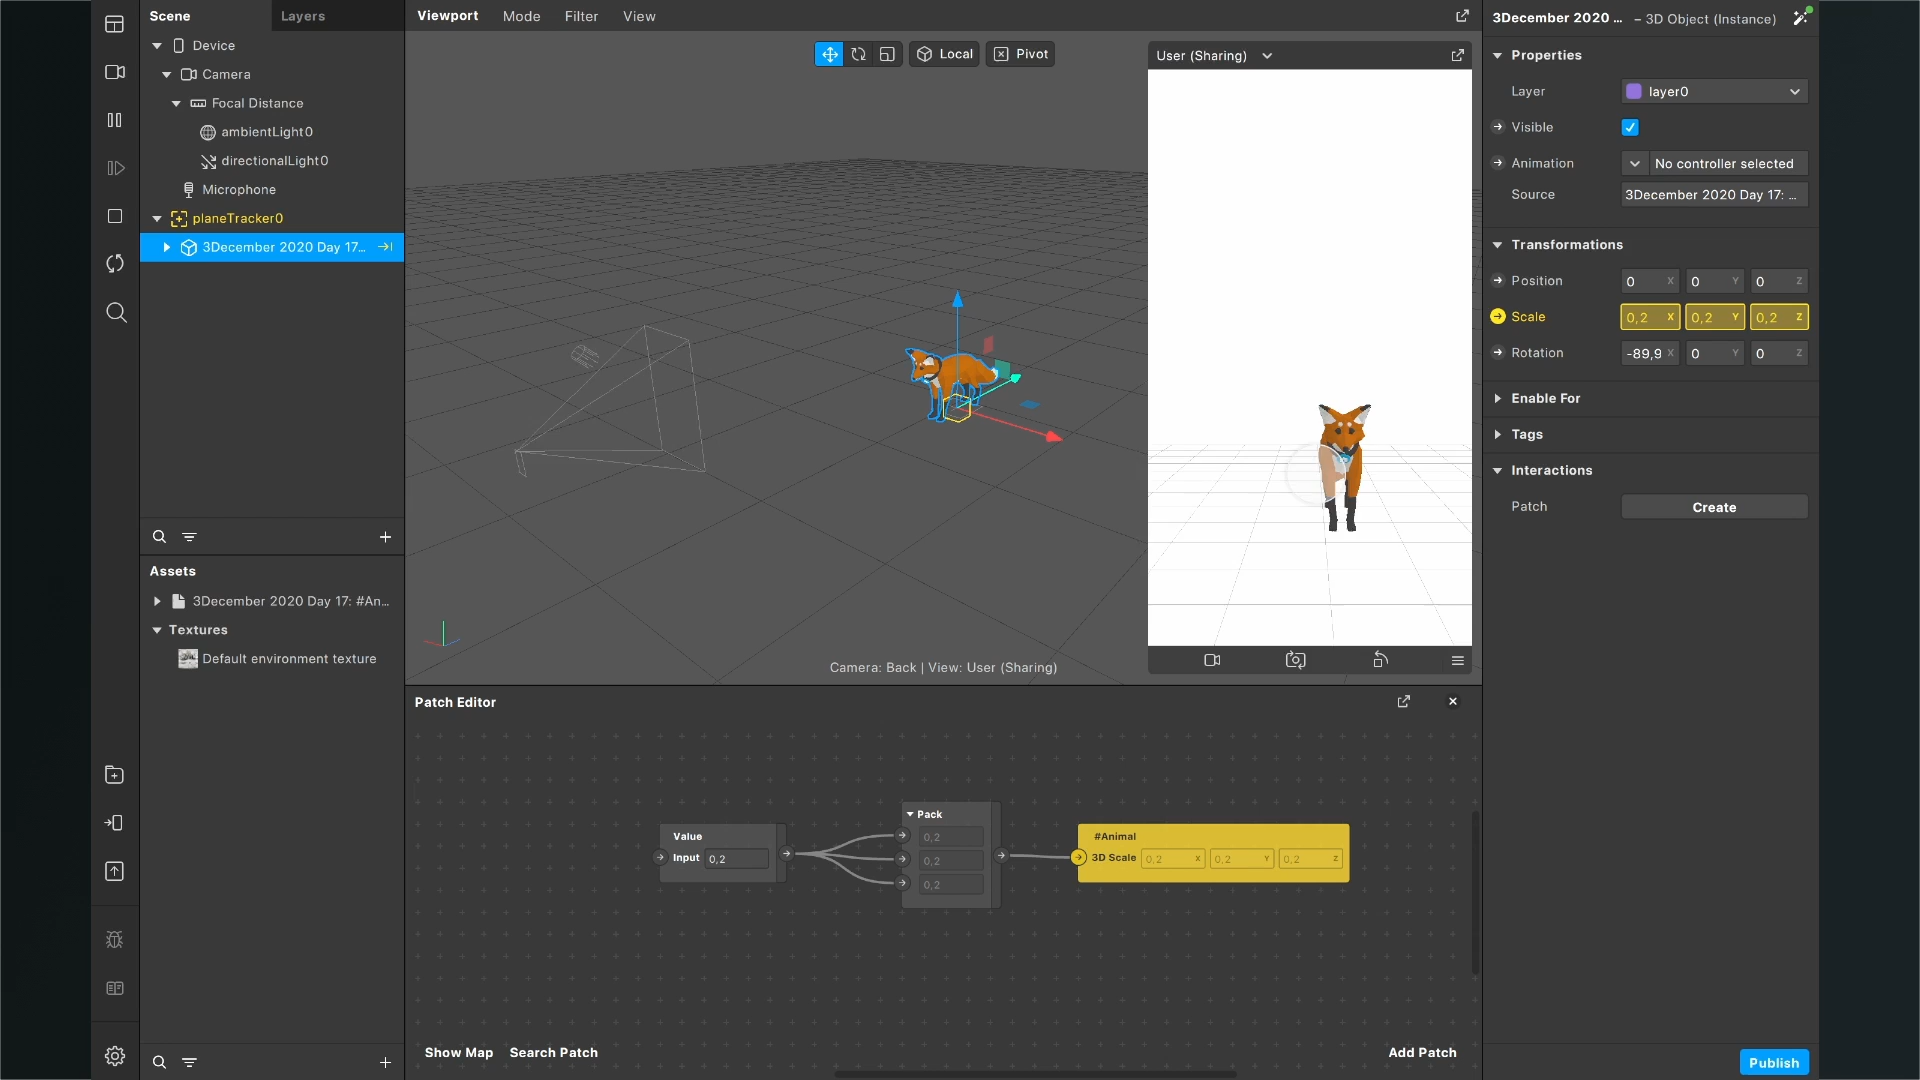 Scene
Layers
Device
Camera
Focal Distance
ambientLight0
directionalLight0
Microphone
planeTracker0
3December 2020 Day 17...
Assets
3December 2020 Day 17: #An...
Textures
Default environment texture
Viewport
Mode
Filter
View
Local
Pivot
User (Sharing)
Camera: Back | View: User (Sharing)
Patch Editor
Value
Input
0,2
Pack
0,2
0,2
0,2
#Animal
3D Scale
0,2 X
0,2 Y
0,2 Z
Show Map
Search Patch
Add Patch
3December 2020 ...
– 3D Object (Instance)
Properties
Layer
layer0
Visible
Animation
No controller selected
Source
3December 2020 Day 17: ...
Transformations
Position
0 X
0 Y
0 Z
Scale
0,2 X
0,2 Y
0,2 Z
Rotation
-89,9 X
0 Y
0 Z
Enable For
Tags
Interactions
Patch
Create
Publish